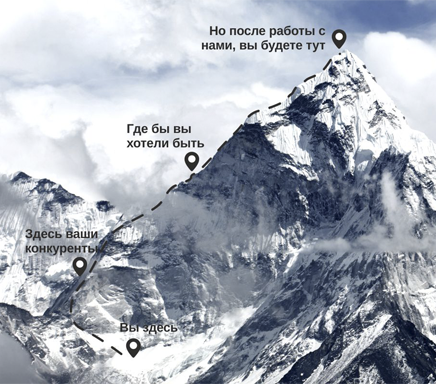 Но после работы с
нами, вы будете тут
Где бы вы
хотели быть
Здесь ваши
конкуренты
Вы здесь